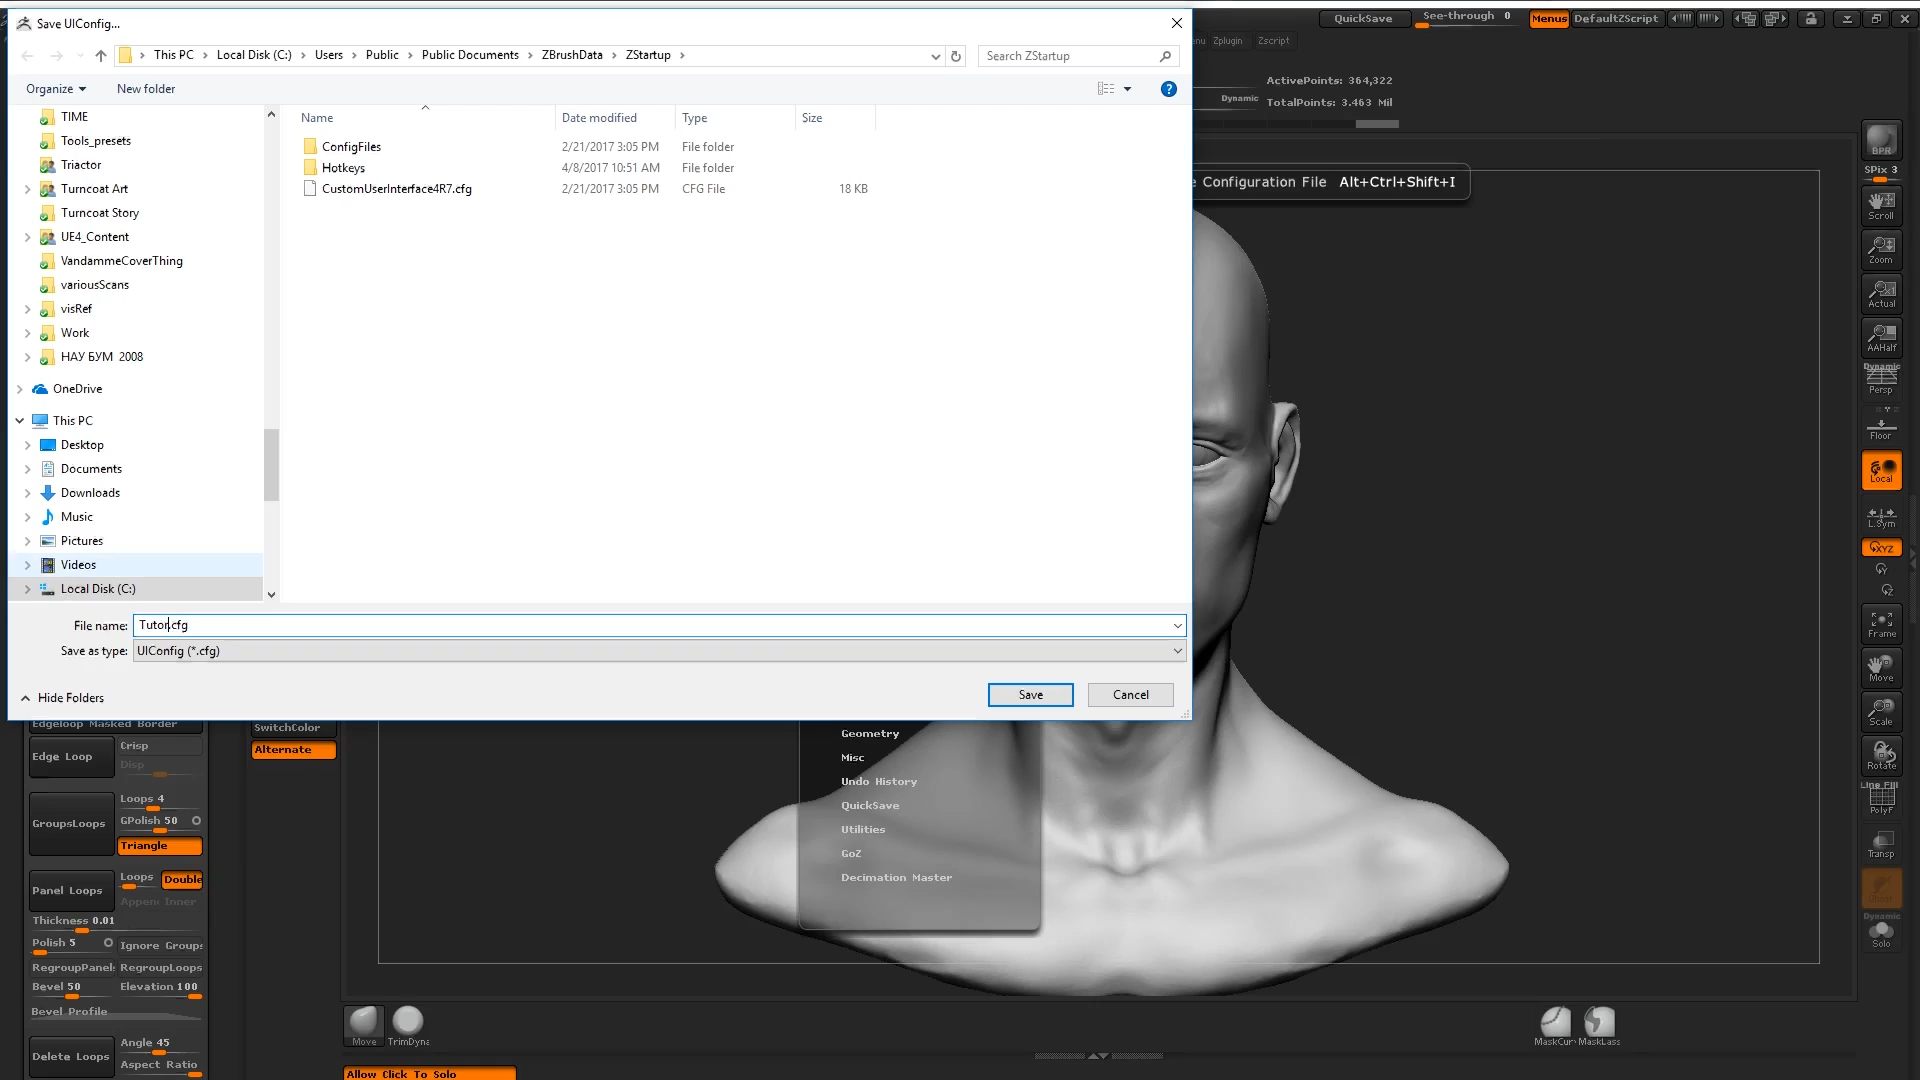 Save UIConfig...
QuickSave
See-through 0
Menus
DefaultZScript
This PC
Local Disk (C:)
Users
Public
Public Documents
ZBrushData
ZStartup
Search ZStartup
Zplugin
Zscript
Organize
New folder
ActivePoints: 364,322
Dynamic
TotalPoints: 3.463 Mil
Name
Date modified
Type
Size
ConfigFiles
2/21/2017 3:05 PM
File folder
Hotkeys
4/8/2017 10:51 AM
File folder
CustomUserInterface4R7.cfg
2/21/2017 3:05 PM
CFG File
18 KB
TIME
Tools_presets
Triactor
Turncoat Art
Turncoat Story
UE4_Content
VandammeCoverThing
variousScans
visRef
Work
НАУ БУМ 2008
OneDrive
This PC
Desktop
Documents
Downloads
Music
Pictures
Videos
Local Disk (C:)
e Configuration File Alt+Ctrl+Shift+I
File name:
Tutor.cfg
Save as type:
UIConfig (*.cfg)
Hide Folders
Save
Cancel
BPR
SPix 3
Scroll
Zoom
Actual
AAHalf
Dynamic
Persp
Floor
Local
L.Sym
XYZ
Frame
Move
Scale
Rotate
Line Fill
PolyF
Transp
Dynamic
Solo
Edgeloop Masked Border
Edge Loop
Crisp
Disp
Loops 4
GroupsLoops
GPolish 50
Triangle
Loops
Double
Panel Loops
Append Inner
Thickness 0.01
Polish 5
Ignore Groups
RegroupPanels
RegroupLoops
Bevel 50
Elevation 100
Bevel Profile
Angle 45
Delete Loops
Aspect Ratio
SwitchColor
Alternate
Geometry
Misc
Undo History
QuickSave
Utilities
GoZ
Decimation Master
Move
TrimDyna
MaskCurv
MaskLass
Allow Click To Solo